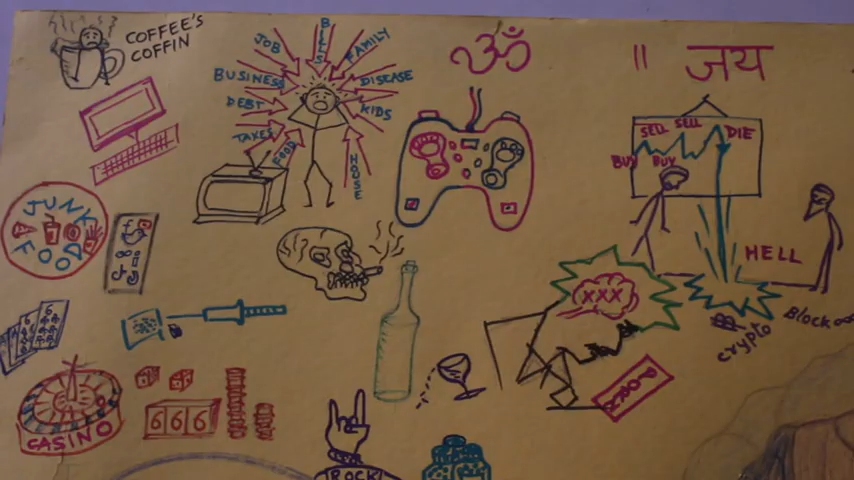 COFFEE'S
COFFIN
JOB
BILLS
FAMILY
BUSINESS
DISEASE
DEBT
KIDS
TAXES
FOOD
HOUSE
ॐ
॥ जय
SELL SELL
DIE
BUY BUY
HELL
JUNK
FOOD
XXX
crypto
PORN
CASINO
666
ROCK